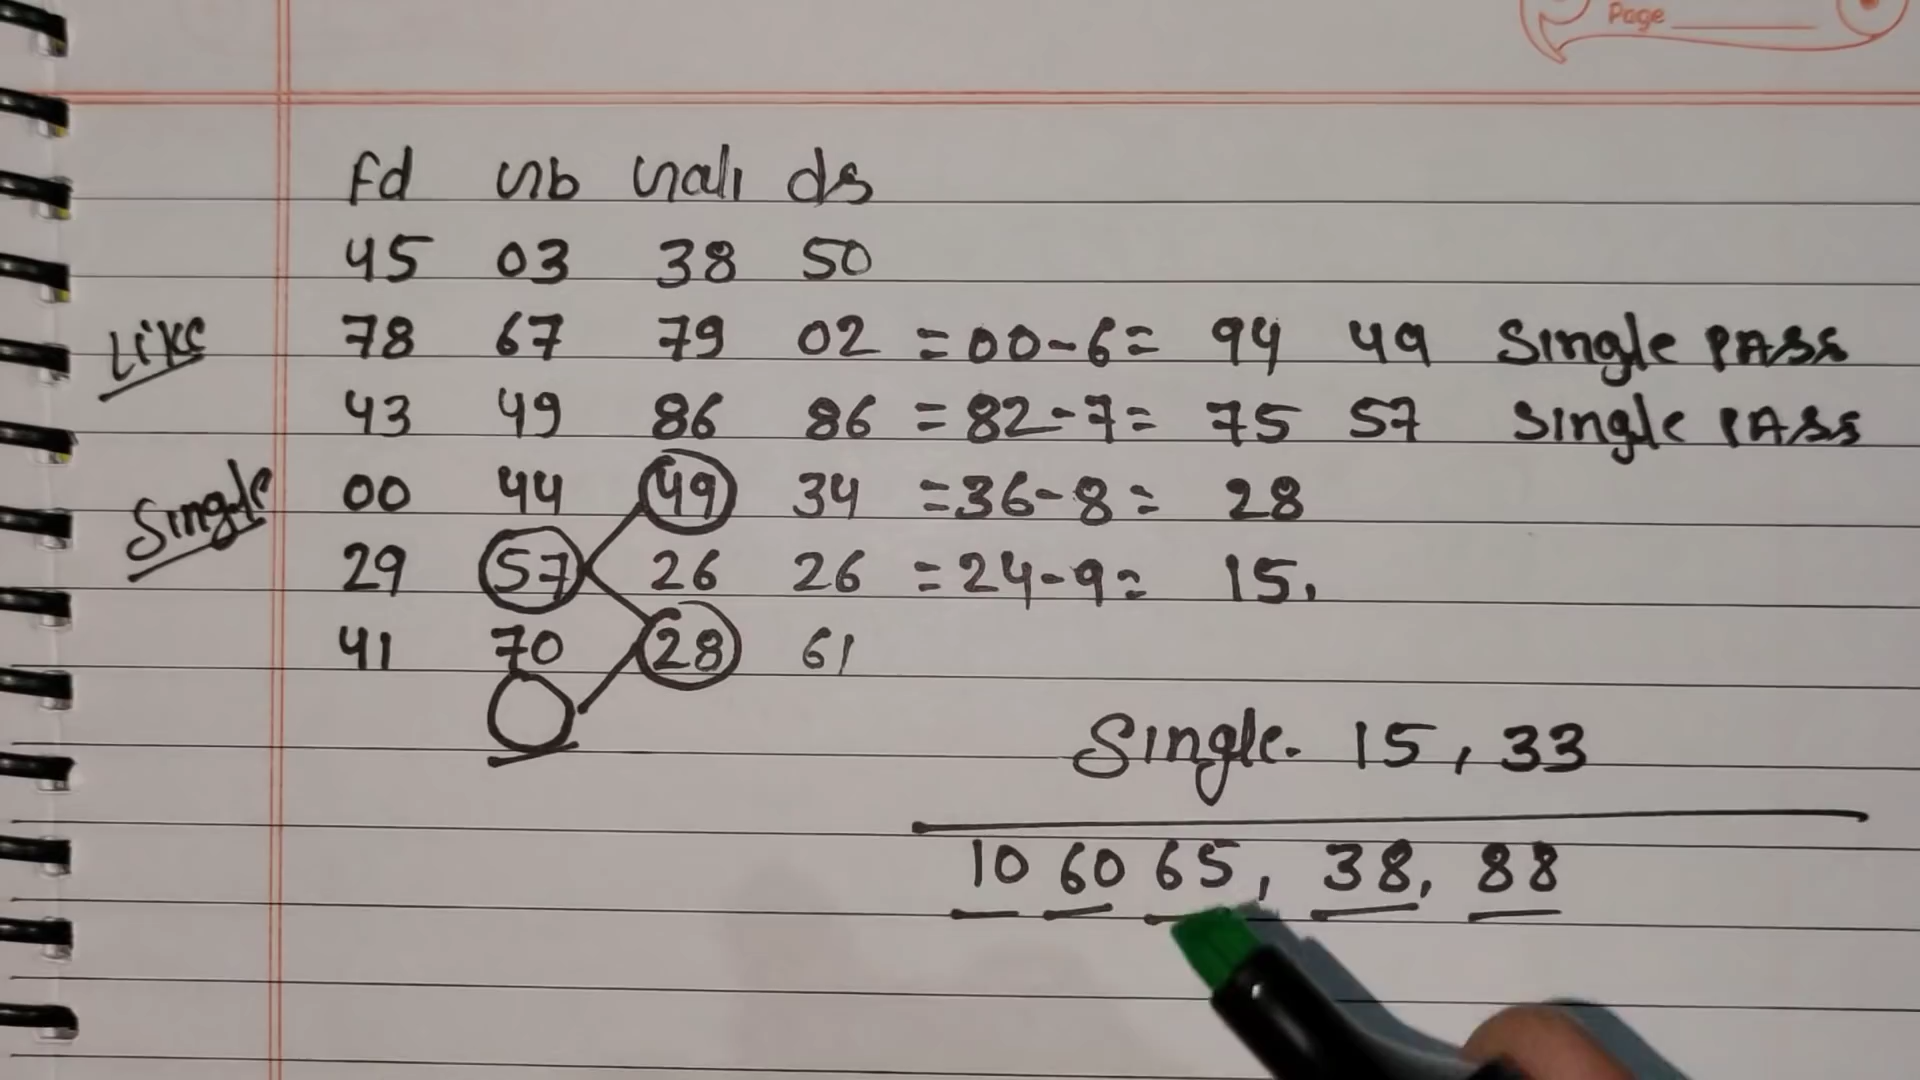 Page
Fd gb gali ds
45 03 38 50
Like 78 67 79 02 = 00-6= 94 49 Single PASS
43 49 86 86 = 82-7= 75 57 Single PASS
Single 00 44 49 34 =36-8= 28
29 57 26 26 =24-9= 15,
41 70 28 61
Single. 15, 33
10 60 65, 38, 88